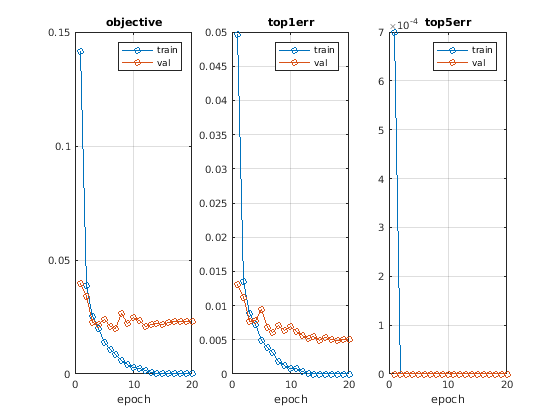 objective
0.15
0.1
0.05
0
0
10
20
epoch
train
val
top1err
0.05
0.045
0.04
0.035
0.03
0.025
0.02
0.015
0.01
0.005
0
0
10
20
epoch
train
val
top5err
×10⁻⁴
7
6
5
4
3
2
1
0
0
10
20
epoch
train
val